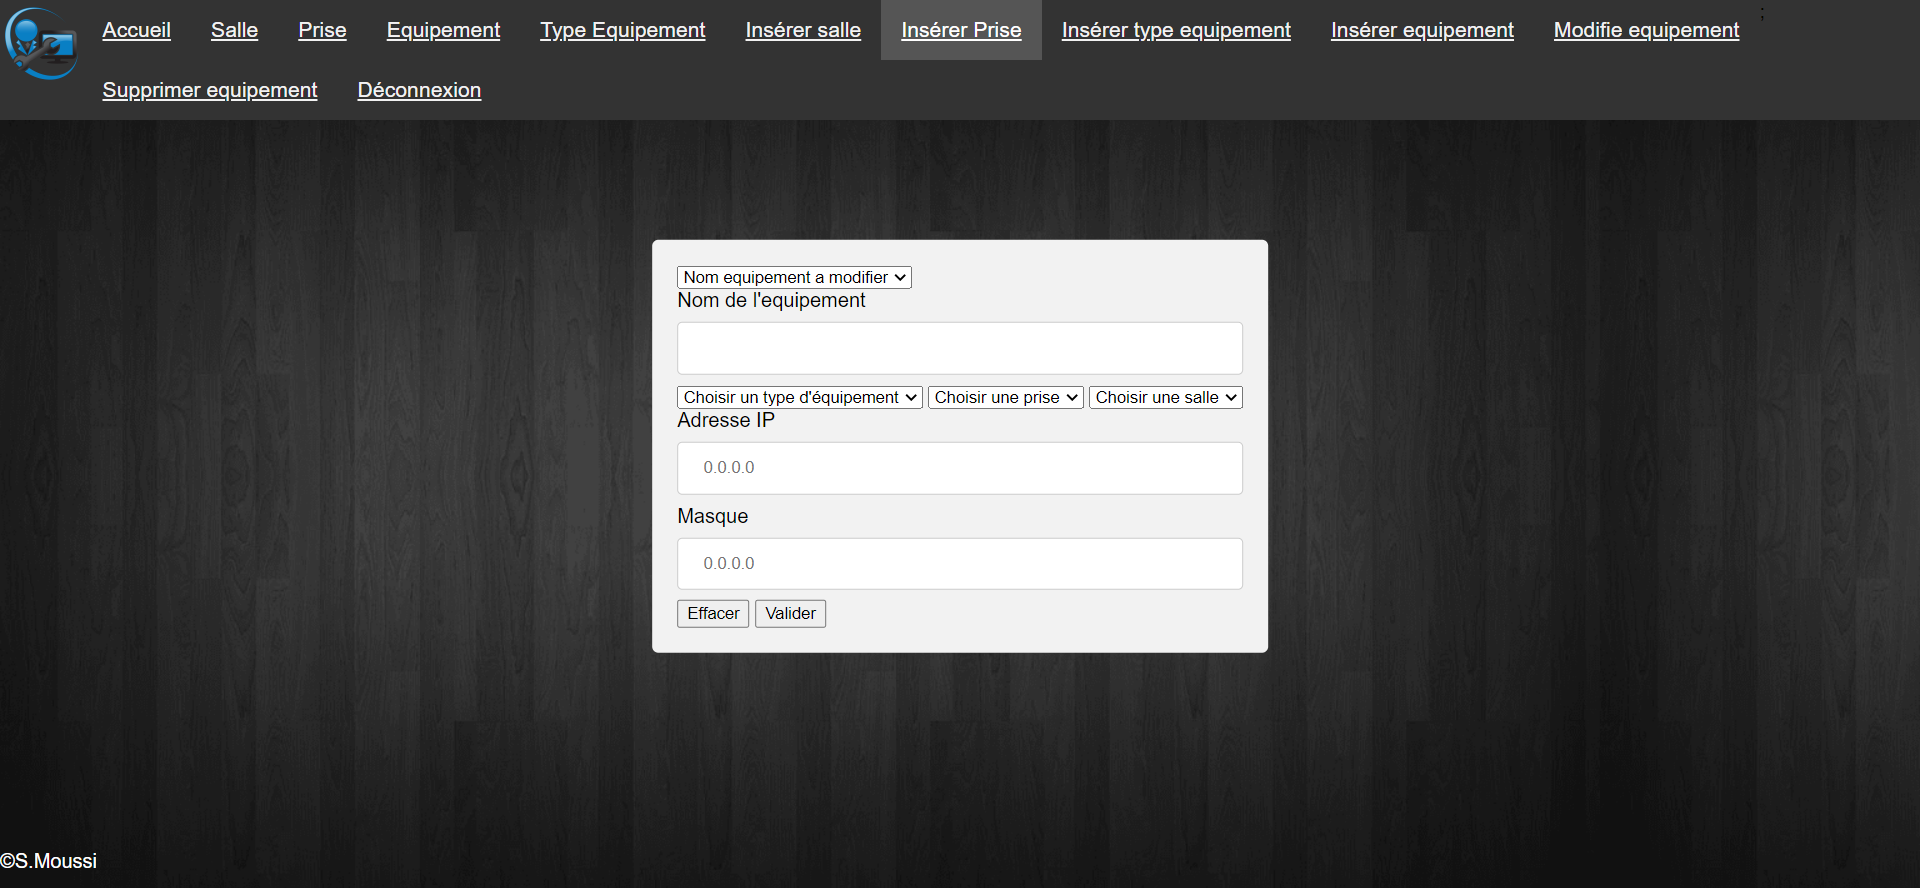 Accueil Salle Prise Equipement Type Equipement Insérer salle Insérer Prise Insérer type equipement Insérer equipement Modifie equipement ;
Supprimer equipement Déconnexion
Nom equipement a modifier
Nom de l'equipement
Choisir un type d'équipement Choisir une prise Choisir une salle
Adresse IP
0.0.0.0
Masque
0.0.0.0
Effacer Valider
©S.Moussi